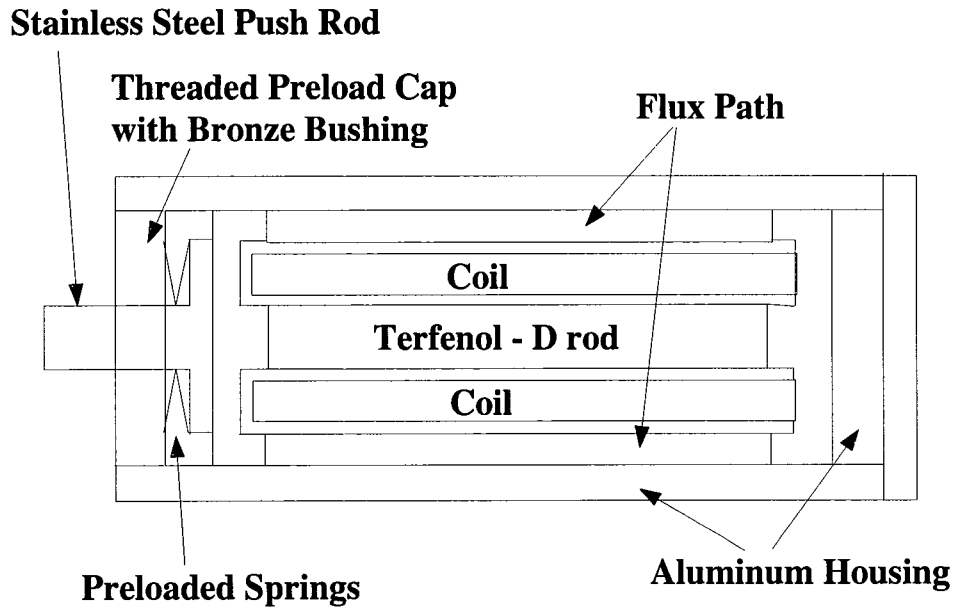 Stainless Steel Push Rod
Threaded Preload Cap
with Bronze Bushing
Flux Path
Coil
Terfenol - D rod
Coil
Preloaded Springs
Aluminum Housing